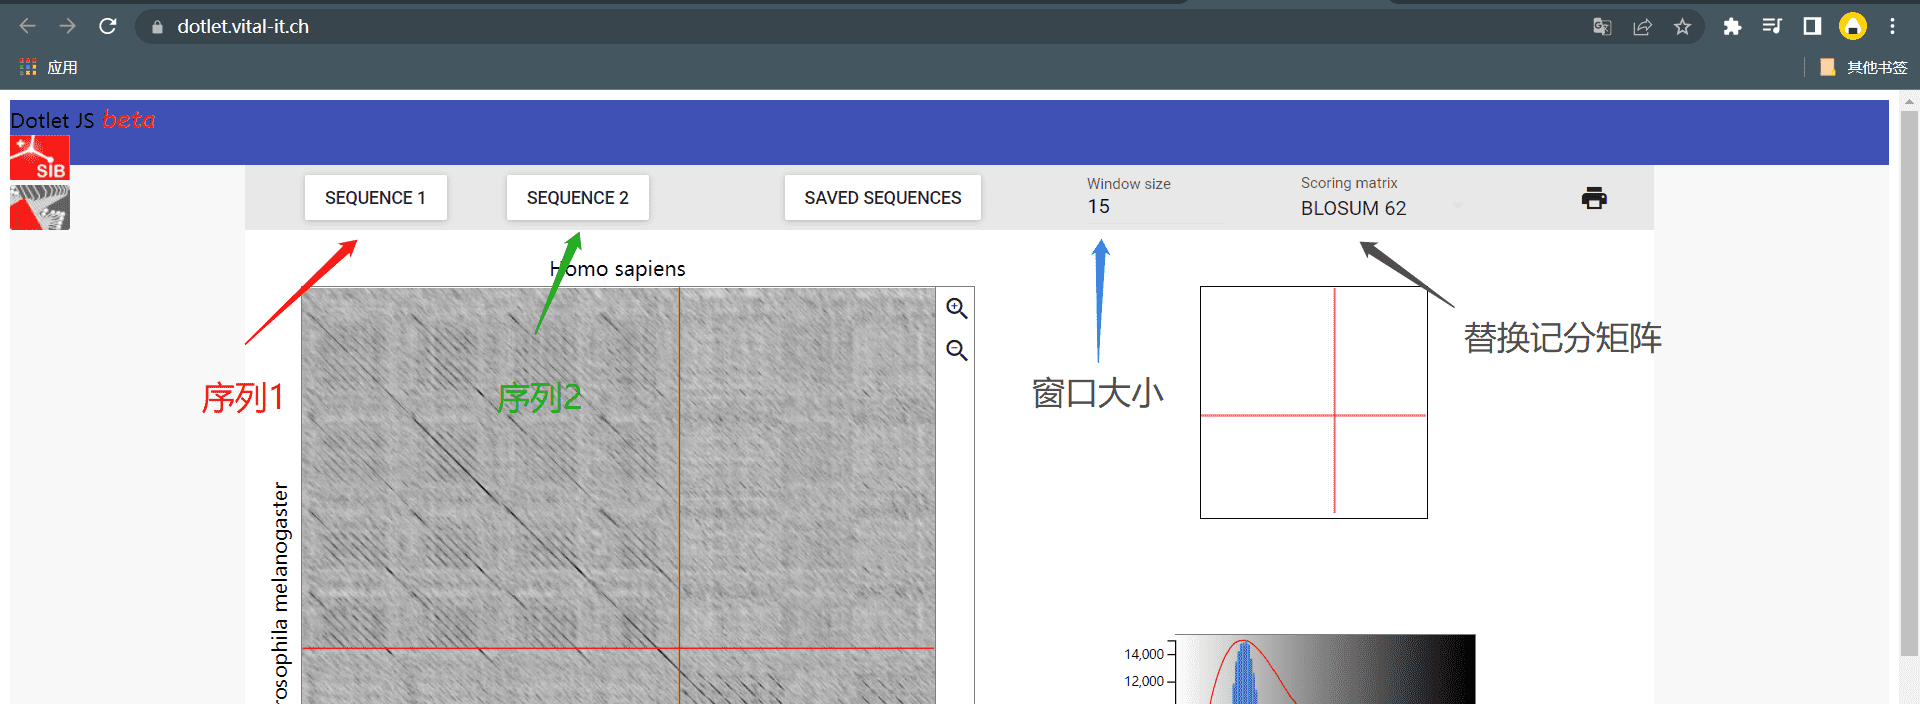 dotlet.vital-it.ch
应用
其他书签
Dotlet JS beta
SIB
SEQUENCE 1
SEQUENCE 2
SAVED SEQUENCES
Window size
15
Scoring matrix
BLOSUM 62
Homo sapiens
替换记分矩阵
序列1
序列2
窗口大小
rosophila melanogaster
14,000
12,000